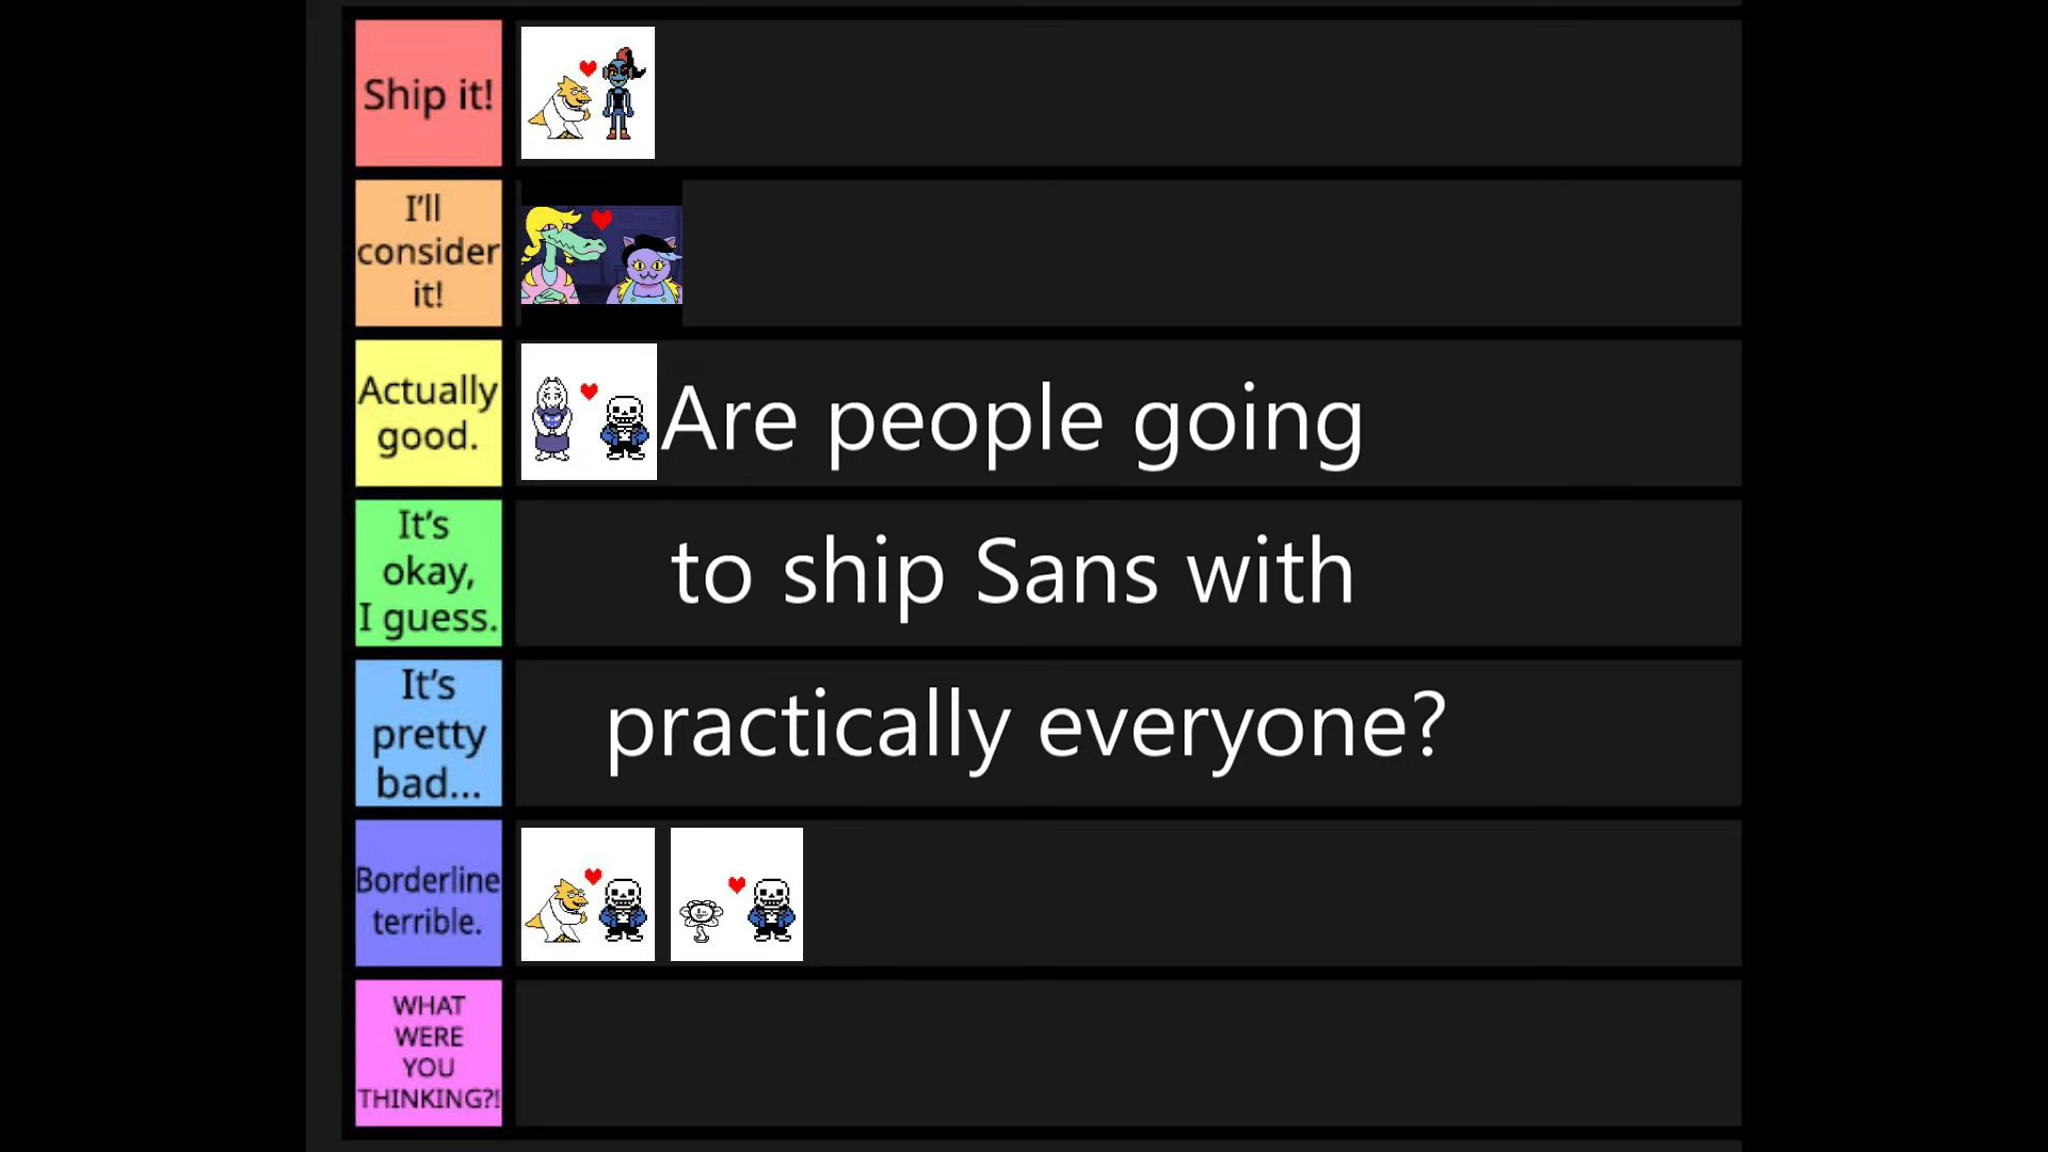 Ship it!
I'll
consider
it!
Actually
good.
Are people going
It's
okay,
I guess.
to ship Sans with
It's
pretty
bad...
practically everyone?
Borderline
terrible.
WHAT
WERE
YOU
THINKING?!